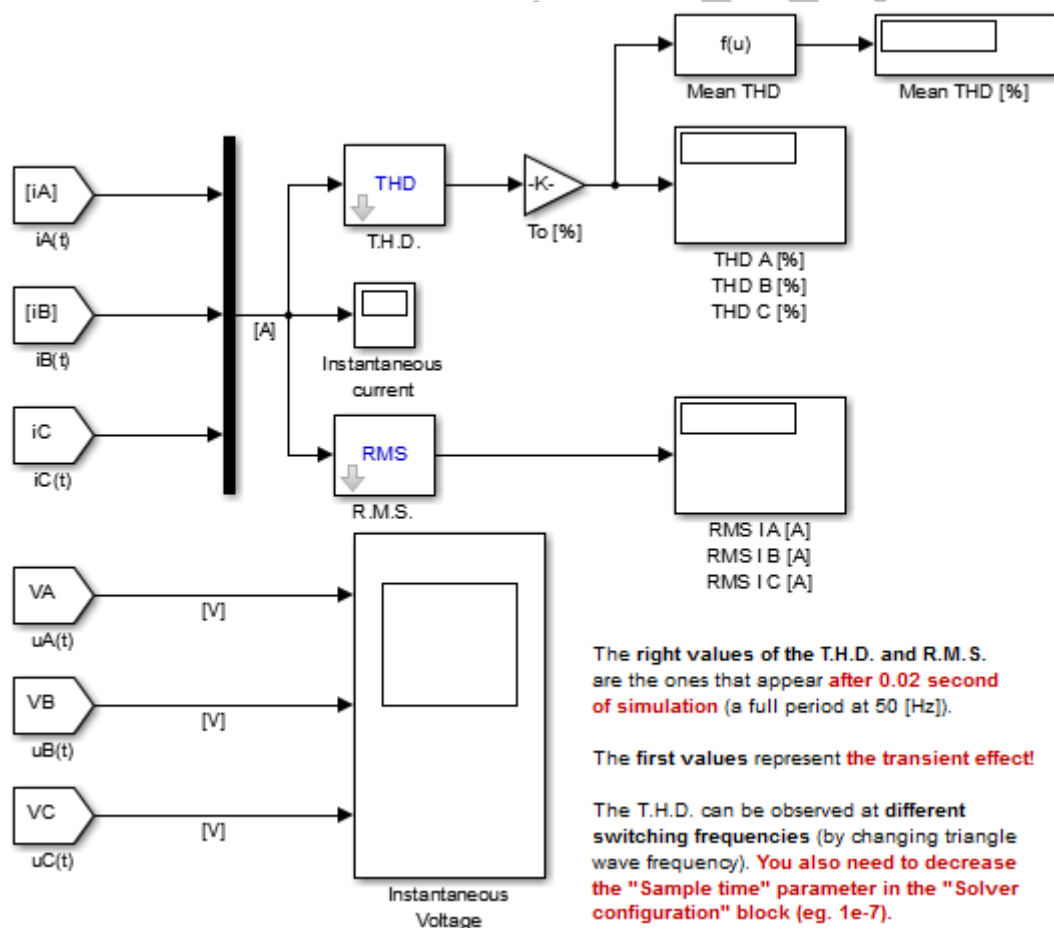 f(u)
Mean THD
Mean THD [%]
[iA]
iA(t)
THD
T.H.D.
-K-
To [%]
THD A [%]
THD B [%]
THD C [%]
[iB]
iB(t)
[A]
Instantaneous
current
iC
iC(t)
RMS
R.M.S.
RMS I A [A]
RMS I B [A]
RMS I C [A]
VA
uA(t)
[V]
VB
uB(t)
[V]
VC
uC(t)
[V]
Instantaneous
Voltage
The right values of the T.H.D. and R.M.S.
are the ones that appear after 0.02 second
of simulation (a full period at 50 [Hz]).
The first values represent the transient effect!
The T.H.D. can be observed at different
switching frequencies (by changing triangle
wave frequency). You also need to decrease
the "Sample time" parameter in the "Solver
configuration" block (eg. 1e-7).